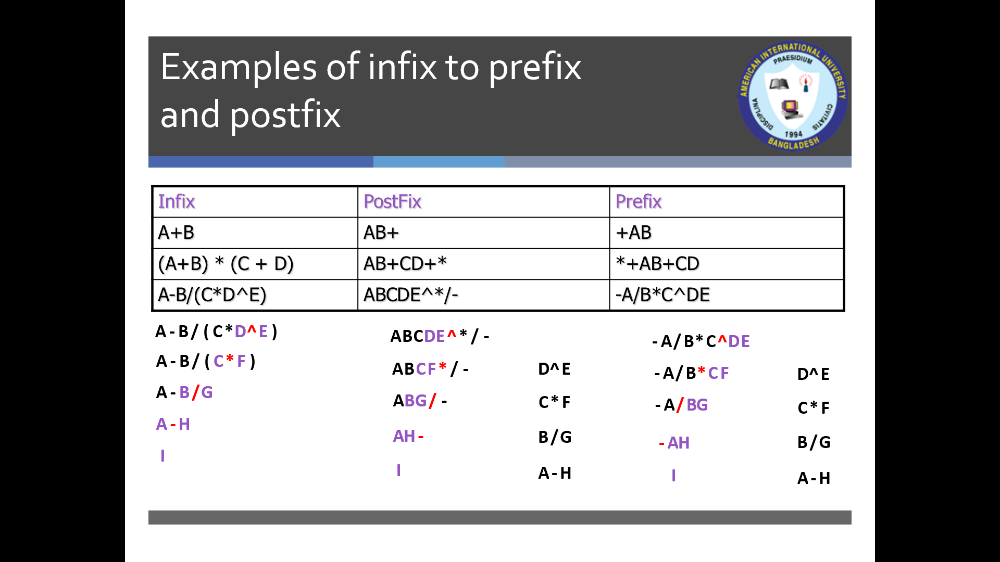 Examples of infix to prefix
and postfix
AMERICAN INTERNATIONAL UNIVERSITY
PRAESIDIUM
DISCIPLINA
CIVITATIS
1994
BANGLADESH
Infix PostFix Prefix
A+B AB+ +AB
(A+B) * (C + D) AB+CD+* *+AB+CD
A-B/(C*D^E) ABCDE^*/- -A/B*C^DE
A-B/(C*D^E)
A-B/(C*F)
A-B/G
A-H
I
ABCDE^*/-
ABCF*/-
ABG/-
AH-
I
D^E
C*F
B/G
A-H
-A/B*C^DE
-A/B*CF
-A/BG
-AH
I
D^E
C*F
B/G
A-H